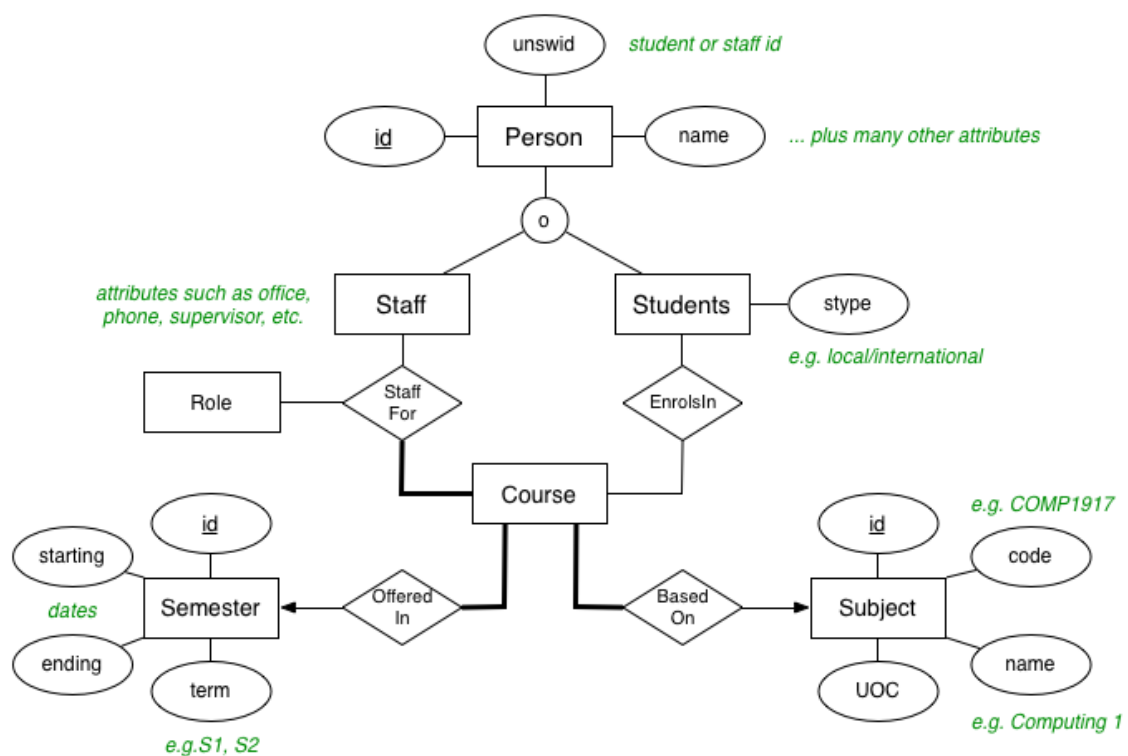 unswid
student or staff id
id
Person
name
... plus many other attributes
o
attributes such as office,
phone, supervisor, etc.
Staff
Students
stype
e.g. local/international
Role
Staff
For
EnrolsIn
Course
e.g. COMP1917
id
id
starting
code
dates
Semester
Offered
In
Based
On
Subject
ending
term
UOC
name
e.g.S1, S2
e.g. Computing 1